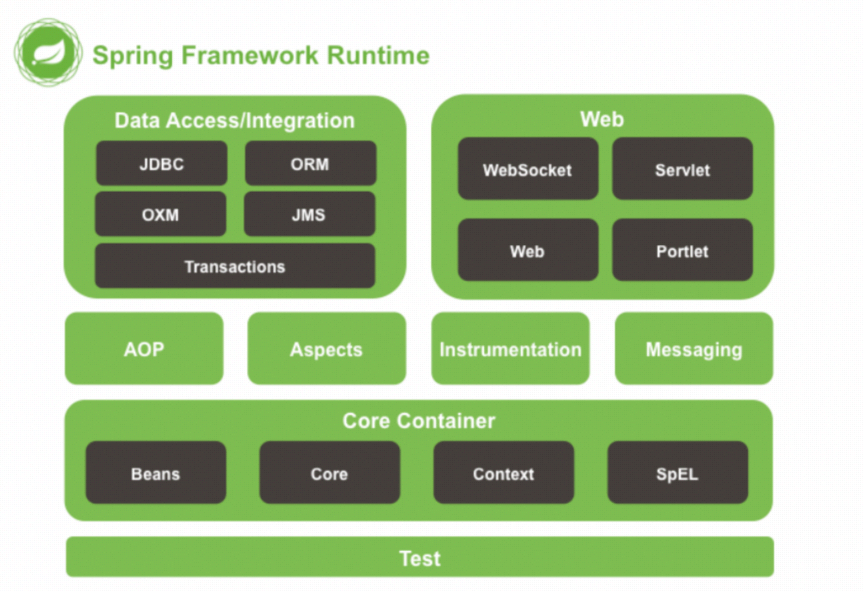 Spring Framework Runtime
Data Access/Integration
JDBC
ORM
OXM
JMS
Transactions
Web
WebSocket
Servlet
Web
Portlet
AOP
Aspects
Instrumentation
Messaging
Core Container
Beans
Core
Context
SpEL
Test